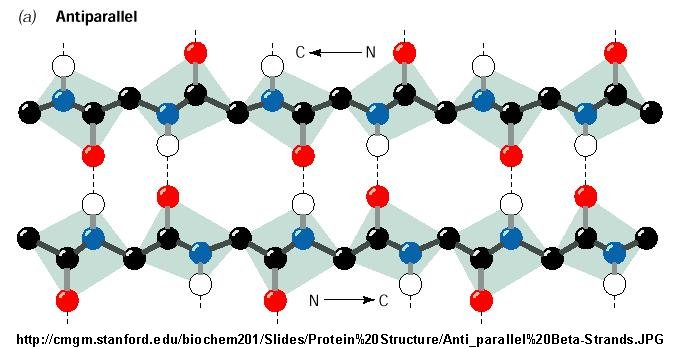 (a) Antiparallel
C N
N C
http://cmgm.stanford.edu/biochem201/Slides/Protein%20Structure/Anti_parallel%20Beta-Strands.JPG